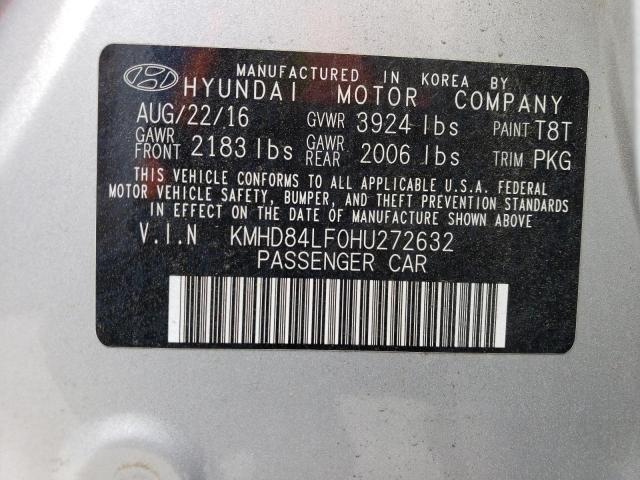 MANUFACTURED IN KOREA BY
HYUNDAI MOTOR COMPANY
AUG/22/16 GVWR 3924 lbs PAINT T8T
GAWR FRONT 2183 lbs GAWR REAR 2006 lbs TRIM PKG
THIS VEHICLE CONFORMS TO ALL APPLICABLE U.S.A. FEDERAL
MOTOR VEHICLE SAFETY, BUMPER, AND THEFT PREVENTION STANDARDS
IN EFFECT ON THE DATE OF MANUFACTURE SHOWN ABOVE
V.I.N KMHD84LF0HU272632
PASSENGER CAR